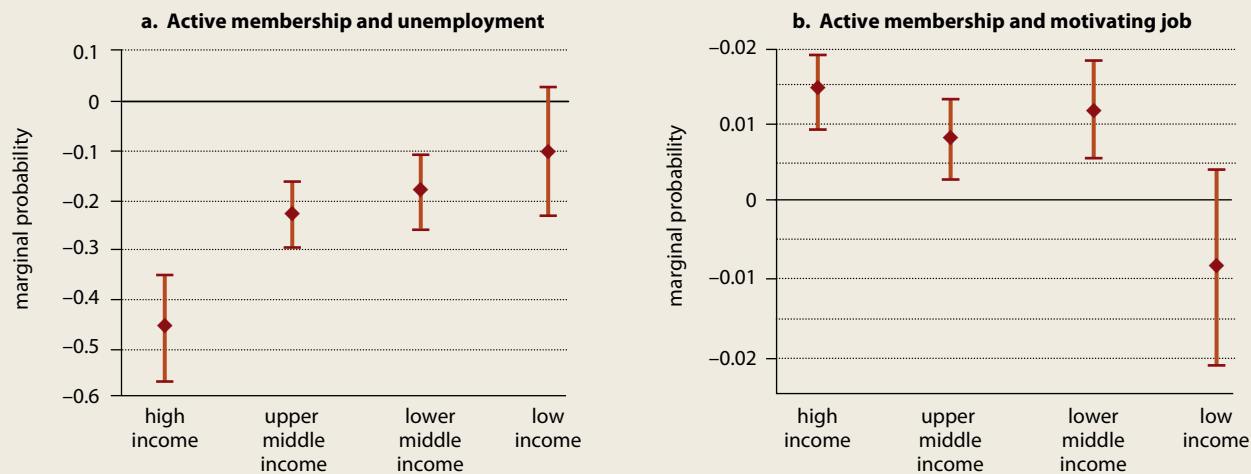 a. Active membership and unemployment
0.1
0
–0.1
–0.2
–0.3
–0.4
–0.5
–0.6
marginal probability
high
income
upper
middle
income
lower
middle
income
low
income
b. Active membership and motivating job
–0.02
0.01
0
–0.01
–0.02
marginal probability
high
income
upper
middle income
lower
middle income
low
income